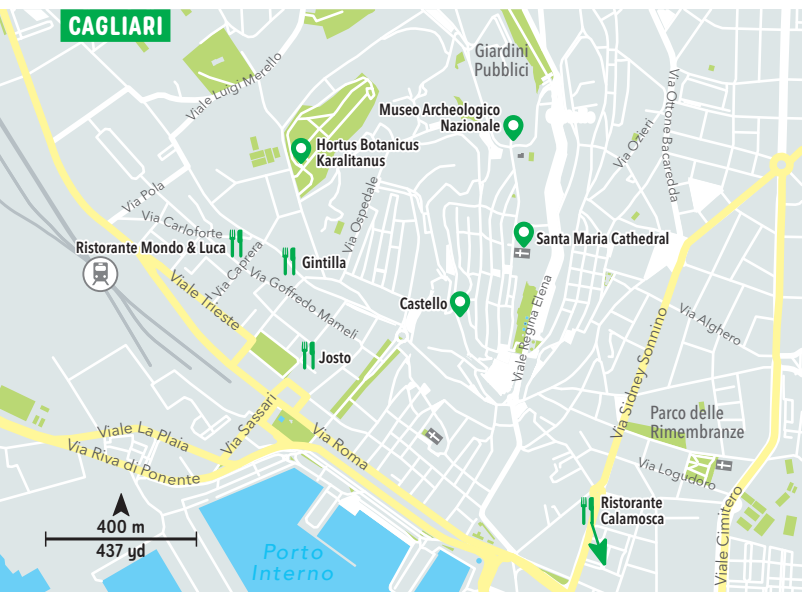 CAGLIARI
Giardini
Pubblici
Viale Luigi Merello
Via Ottone Bacaredda
Museo Archeologico
Nazionale
Via Ozieri
Hortus Botanicus
Karalitanus
Via Pola
Via Ospedale
Via Carloforte
Ristorante Mondo & Luca
Santa Maria Cathedral
Via Caprera
Gintilla
Via Goffredo Mameli
Viale Trieste
Castello
Viale Regina Elena
Via Alghero
Via Sidney Sonnino
Josto
Parco delle
Rimembranze
Viale La Plaia
Via Sassari
Via Roma
Via Riva di Ponente
Via Logudoro
Viale Cimitero
Ristorante
Calamosca
400 m
437 yd
Porto
Interno